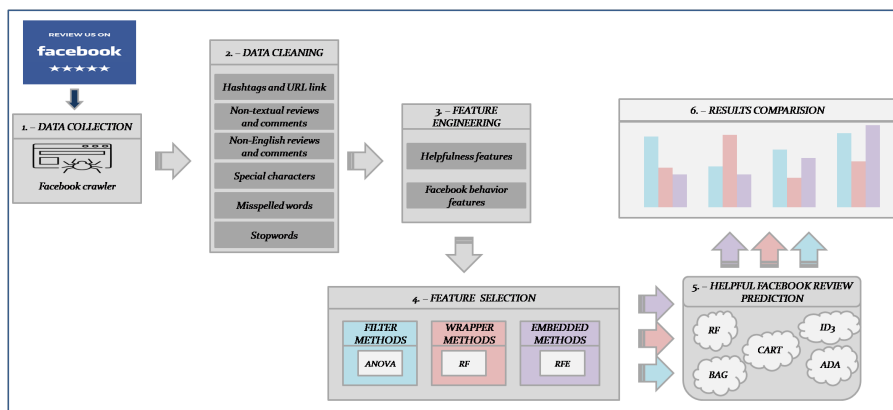 REVIEW US ON
facebook
1. – DATA COLLECTION
Facebook crawler
2. – DATA CLEANING
Hashtags and URL link
Non-textual reviews
and comments
Non-English reviews
and comments
Special characters
Misspelled words
Stopwords
3. – FEATURE
ENGINEERING
Helpfulness features
Facebook behavior
features
4. – FEATURE SELECTION
FILTER
METHODS
ANOVA
WRAPPER
METHODS
RF
EMBEDDED
METHODS
RFE
5. – HELPFUL FACEBOOK REVIEW
PREDICTION
RF
ID3
CART
BAG
ADA
6. – RESULTS COMPARISION